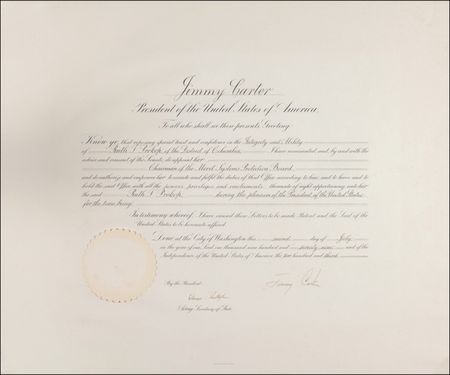 Jimmy Carter
President of the United States of America,
To all who shall see these presents, Greeting:
Know ye, that reposing special trust and confidence in the Integrity and Ability
of Ruth T. Prokop, of the District of Columbia, I have nominated, and, by and with the
advice and consent of the Senate, do appoint her
Chairman of the Merit Systems Protection Board,
and do authorize and empower her to execute and fulfil the duties of that Office according to law, and to have and to
hold the said Office, with all the powers, privileges and emoluments thereunto of right appertaining, unto her
the said Ruth T. Prokop, during the pleasure of the President of the United States
for the time being.
In testimony whereof, I have caused these Letters to be made Patent and the Seal of the
United States to be hereunto affixed.
Done at the City of Washington this second day of July
in the year of our Lord one thousand nine hundred and seventy-nine and of the
Independence of the United States of America the two hundred and third.
By the President:
Jimmy Carter
Acting Secretary of State.